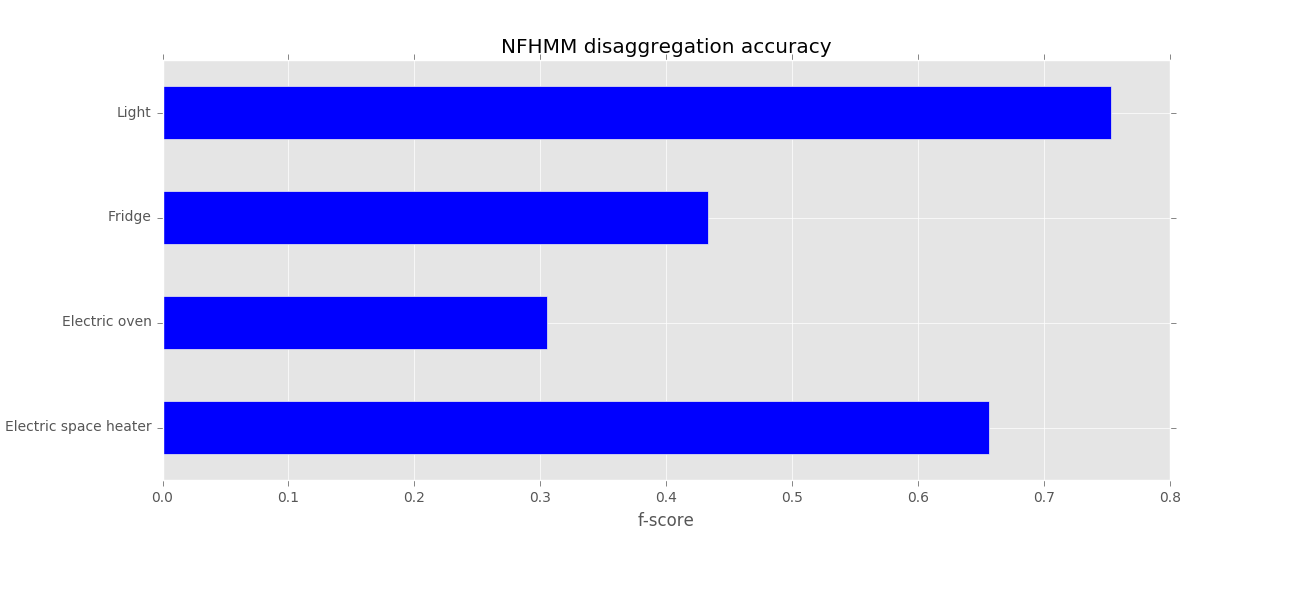 NFHMM disaggregation accuracy
Light
Fridge
Electric oven
Electric space heater
0.0 0.1 0.2 0.3 0.4 0.5 0.6 0.7 0.8
f-score